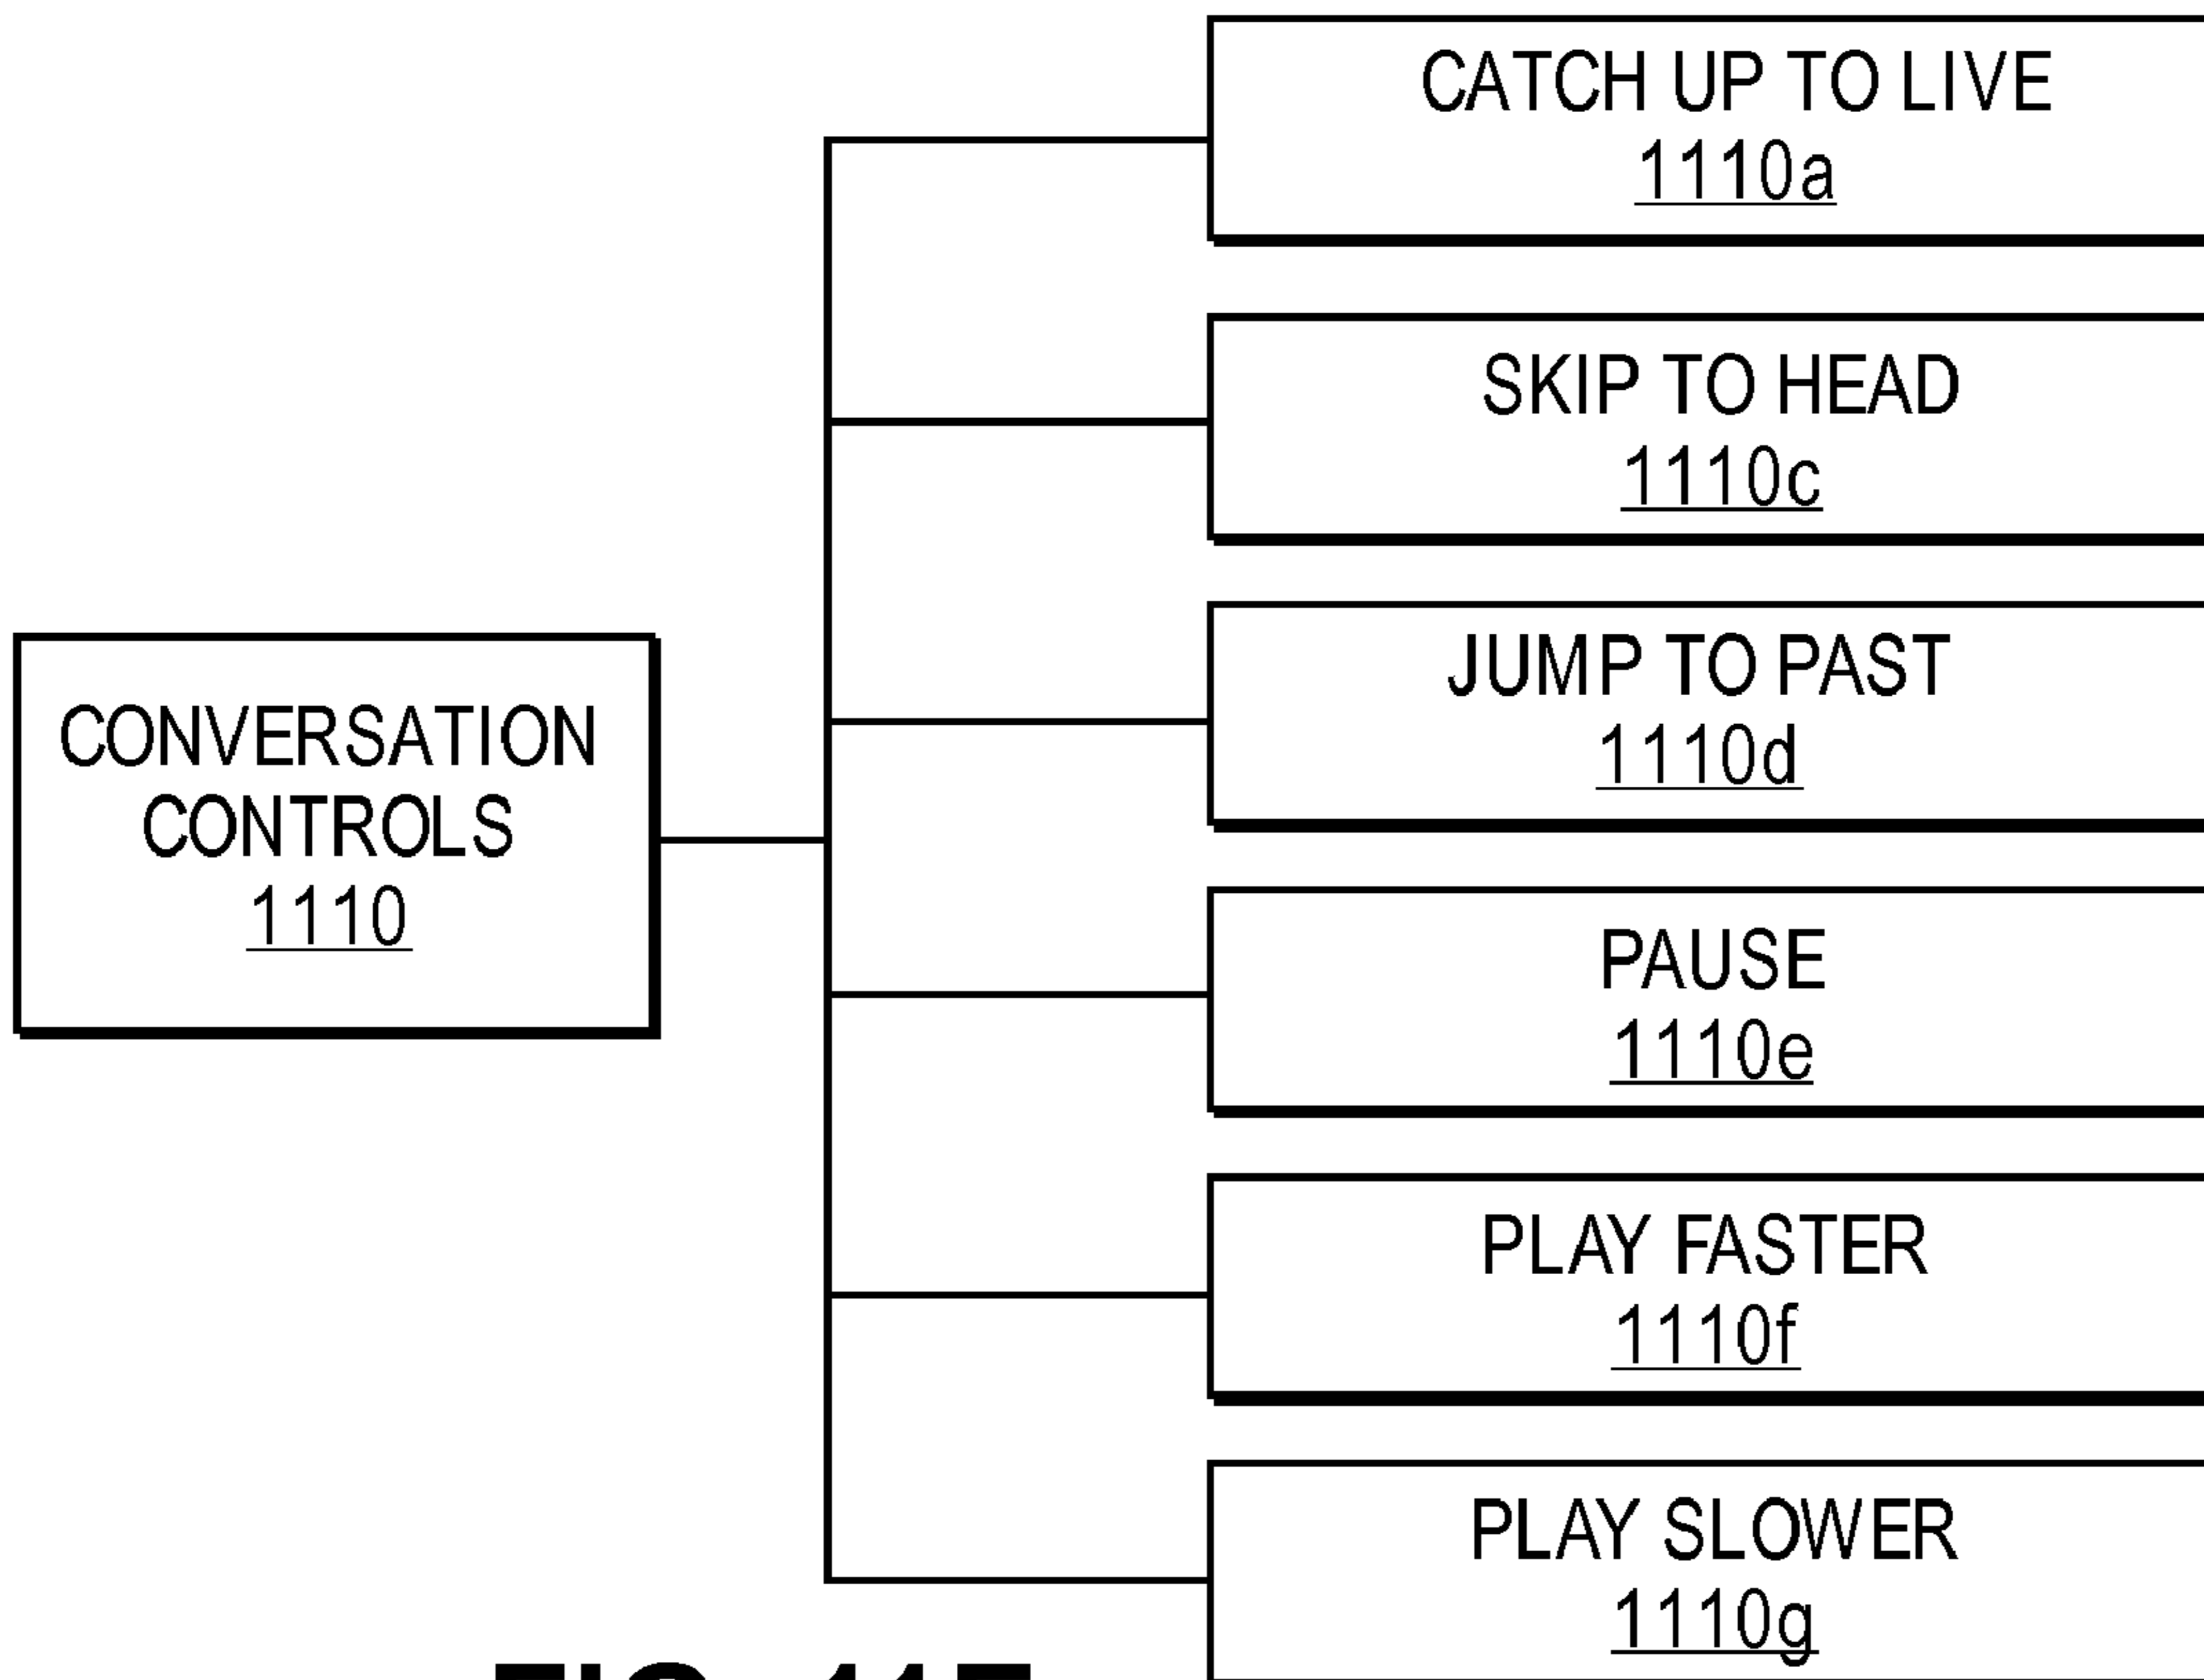 CATCH UP TO LIVE
1110a
SKIP TO HEAD
1110c
JUMP TO PAST
1110d
CONVERSATION
CONTROLS
1110
PAUSE
1110e
PLAY FASTER
1110f
PLAY SLOWER
1110g